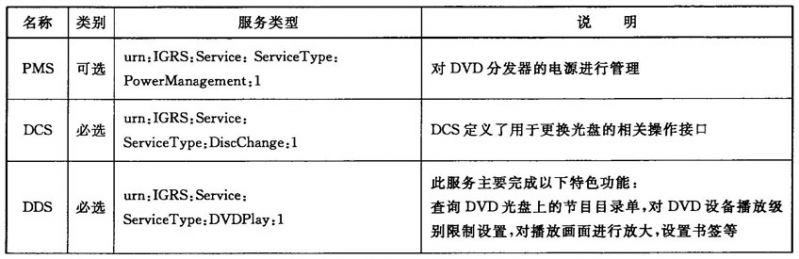 名称 类别 服务类型 说 明
PMS 可选 urn:IGRS:Service: ServiceType:
PowerManagement:1 对 DVD 分发器的电源进行管理
DCS 必选 urn:IGRS:Service:
ServiceType:DiscChange:1 DCS 定义了用于更换光盘的相关操作接口
DDS 必选 urn:IGRS:Service:
ServiceType:DVDPlay:1 此服务主要完成以下特色功能:
查询 DVD 光盘上的节目目录单,对 DVD 设备播放级
别限制设置,对播放画面进行放大,设置书签等